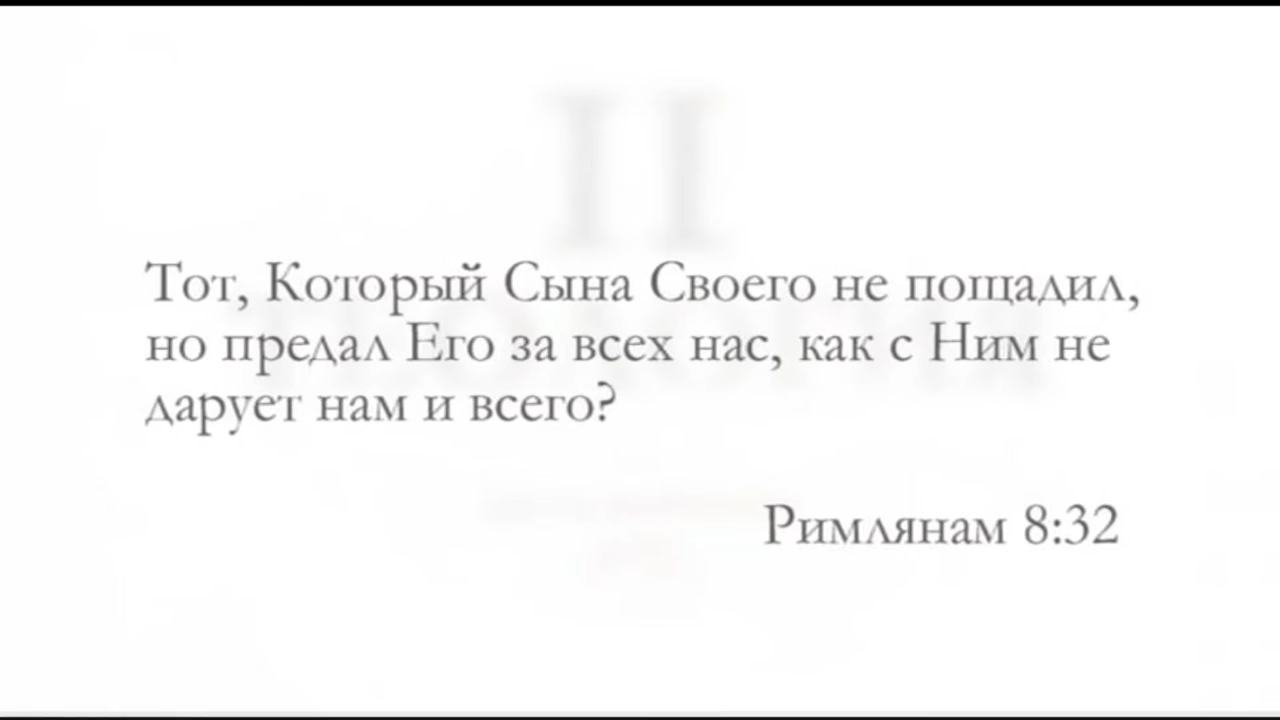 II
Тот, Который Сына Своего не пощадил,
но предал Его за всех нас, как с Ним не
дарует нам и всего?
Римлянам 8:32